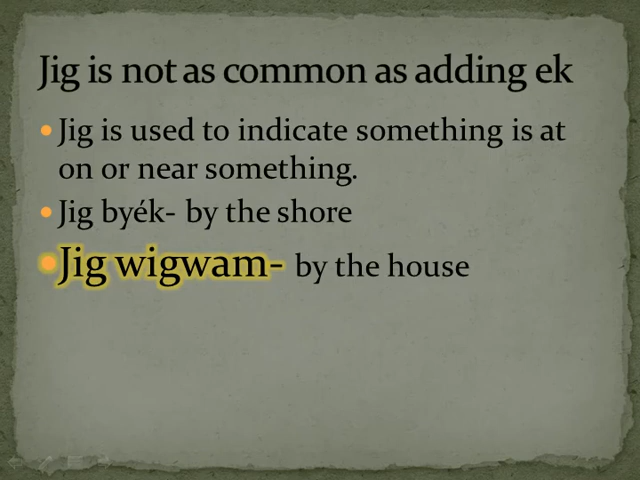 Jig is not as common as adding ek
Jig is used to indicate something is at
on or near something.
Jig byék- by the shore
Jig wigwam- by the house